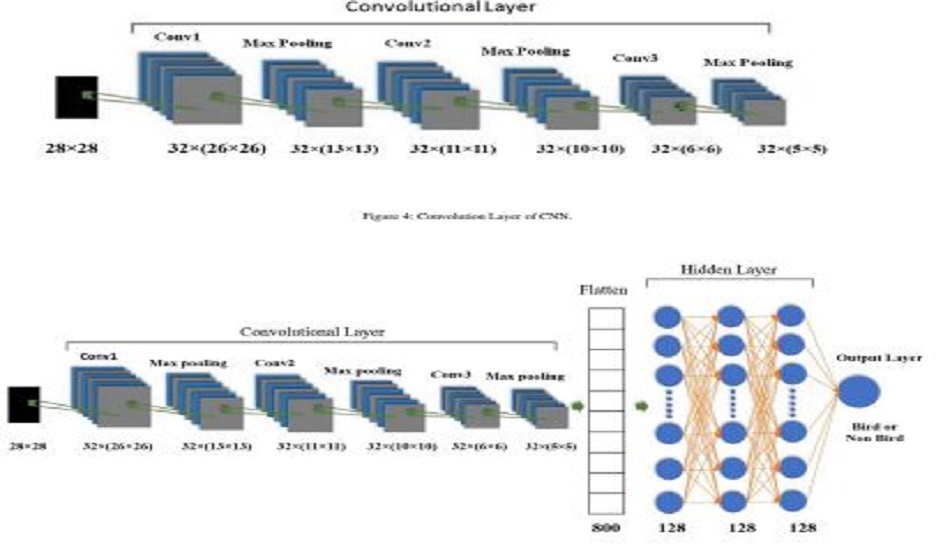 Convolutional Layer
Conv1 Max Pooling Conv2 Max Pooling Conv3 Max Pooling
28×28 32×(26×26) 32×(13×13) 32×(11×11) 32×(10×10) 32×(6×6) 32×(5×5)
Figure 4: Convolution Layer of CNN.
Hidden Layer
Flatten
Convolutional Layer
Conv1 Max pooling Conv2 Max pooling Conv3 Max pooling
Output Layer
Bird or
Non Bird
28×28 32×(26×26) 32×(13×13) 32×(11×11) 32×(10×10) 32×(6×6) 32×(5×5)
800 128 128 128